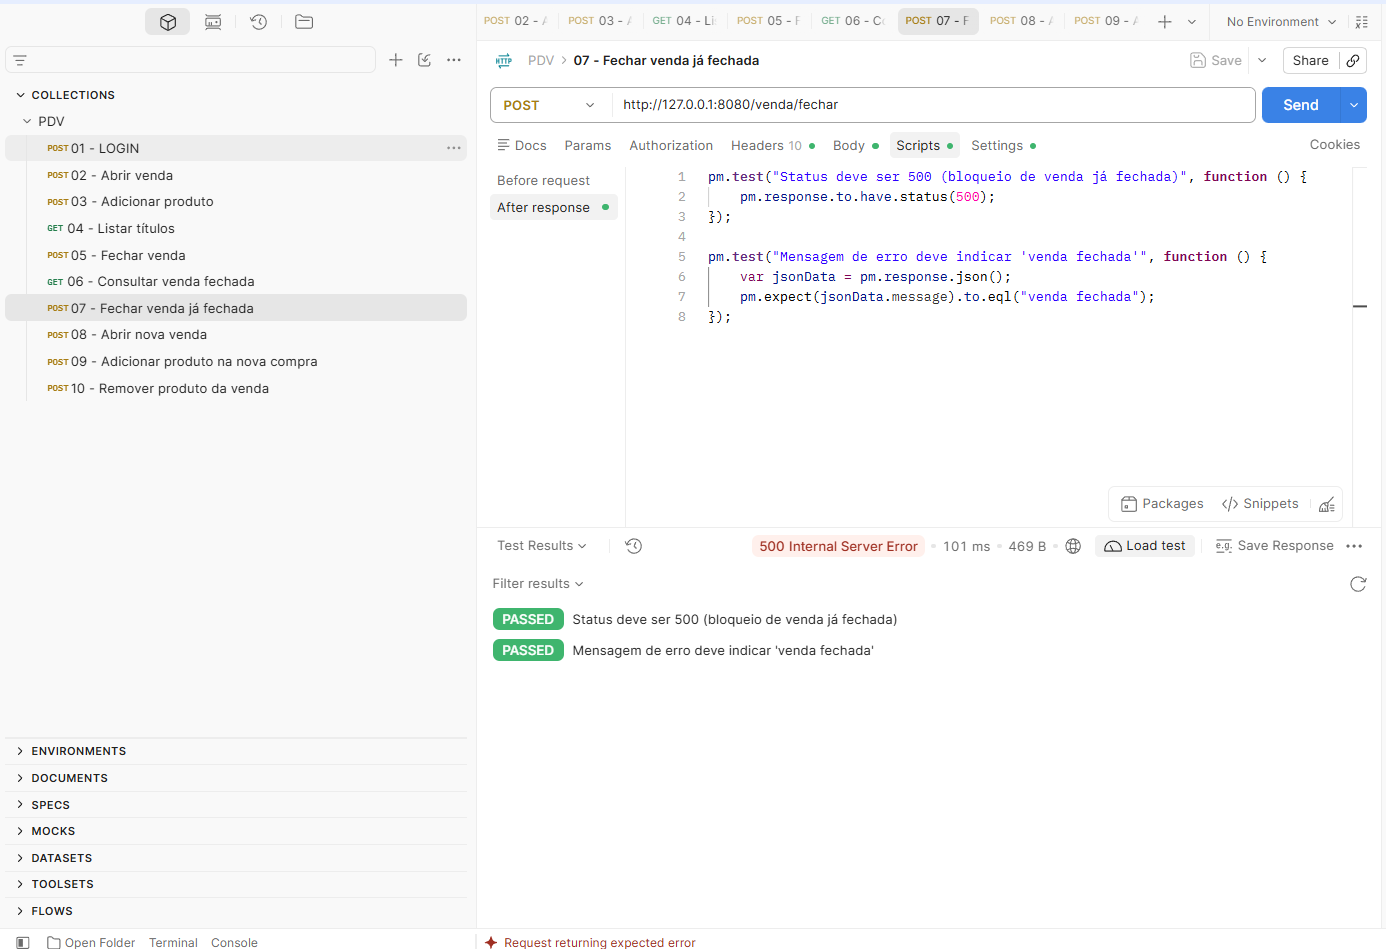 COLLECTIONS
PDV
POST 01 - LOGIN
POST 02 - Abrir venda
POST 03 - Adicionar produto
GET 04 - Listar títulos
POST 05 - Fechar venda
GET 06 - Consultar venda fechada
POST 07 - Fechar venda já fechada
POST 08 - Abrir nova venda
POST 09 - Adicionar produto na nova compra
POST 10 - Remover produto da venda
ENVIRONMENTS
DOCUMENTS
SPECS
MOCKS
DATASETS
TOOLSETS
FLOWS
POST 02 - POST 03 - GET 04 - Li POST 05 - F GET 06 - Co POST 07 - F POST 08 - POST 09 - No Environment
HTTP PDV > 07 - Fechar venda já fechada Save Share
POST http://127.0.0.1:8080/venda/fechar Send
Docs Params Authorization Headers 10 Body Scripts Settings Cookies
Before request
After response
1 pm.test("Status deve ser 500 (bloqueio de venda já fechada)", function () {
2 pm.response.to.have.status(500);
3 });
4
5 pm.test("Mensagem de erro deve indicar 'venda fechada'", function () {
6 var jsonData = pm.response.json();
7 pm.expect(jsonData.message).to.eql("venda fechada");
8 });
Packages </> Snippets
Test Results 500 Internal Server Error 101 ms 469 B Load test e.g. Save Response
Filter results
PASSED Status deve ser 500 (bloqueio de venda já fechada)
PASSED Mensagem de erro deve indicar 'venda fechada'
Open Folder Terminal Console Request returning expected error